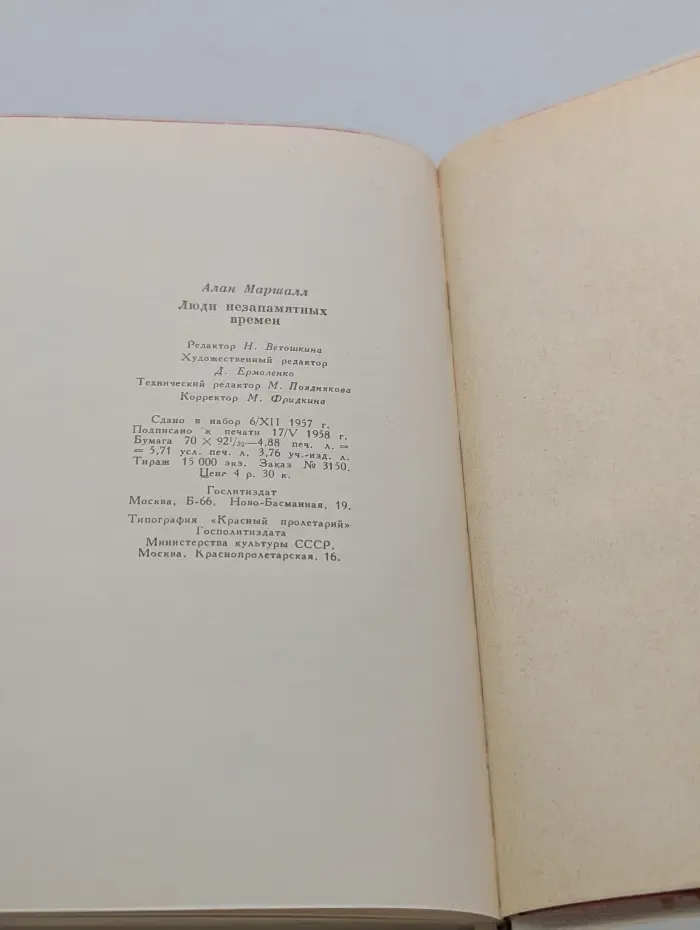 Алан Маршалл
Люди незапамятных
времен
Редактор Н. Ветошкина
Художественный редактор
Д. Ермоленко
Технический редактор М. Позднякова
Корректор М. Фридкина
Сдано в набор 6/XII 1957 г.
Подписано к печати 17/V 1958 г.
Бумага 70 × 92¹/₃₂—4,88 печ. л. =
= 5,71 усл. печ. л. 3,76 уч.-изд. л.
Тираж 15 000 экз. Заказ № 3150.
Цена 4 р. 30 к.
Гослитиздат
Москва, Б-66, Ново-Басманная, 19.
Типография «Красный пролетарий»
Госполитиздата
Министерства культуры СССР.
Москва, Краснопролетарская, 16.